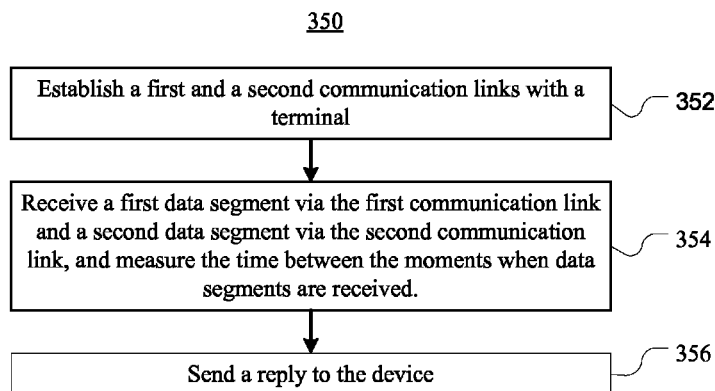 350
Establish a first and a second communication links with a
terminal
352
Receive a first data segment via the first communication link
and a second data segment via the second communication
link, and measure the time between the moments when data
segments are received.
354
Send a reply to the device
356